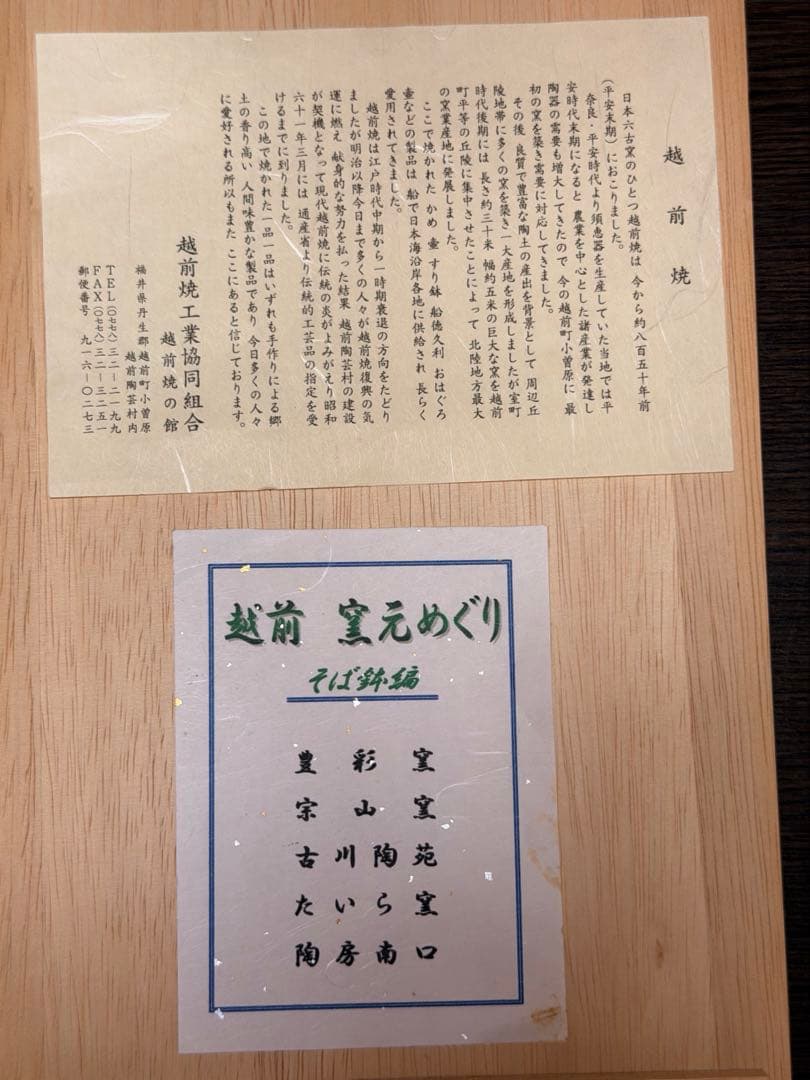 越前焼
日本六古窯のひとつ越前焼は 今から約八百五十年前
(平安末期)におこりました。
奈良・平安時代より須恵器を生産していた当地では平
安時代末期になると 農業を中心とした諸産業が発達し
陶器の需要も増大してきたので 今の越前町小曽原に 最
初の窯を築き需要に対応してきました。
その後 良質で豊富な陶土の産出を背景として 周辺丘
陵地帯に多くの窯を築き一大産地を形成しましたが室町
時代後期には 長さ約三十米 幅約五米の巨大な窯を越前
町平等の丘陵に集中させたことによって 北陸地方最大
の窯業産地に発展しました。
ここで焼かれた かめ 壷 すり鉢 船徳久利 おはぐろ
壷などの製品は 船で日本海沿岸各地に供給され 長らく
愛用されてきました。
越前焼は江戸時代中期から一時期衰退の方向をたどり
ましたが明治以降今日まで多くの人々が越前焼復興の気
運に燃え 献身的な努力を払った結果 越前陶芸村の建設
が契機となって現代越前焼に伝統の炎がよみがえり昭和
六十一年三月には 通産省より伝統的工芸品の指定を受
けるまでに到りました。
この地で焼かれた一品一品はいずれも手作りによる郷
土の香り高い 人間味豊かな製品であり 今日多くの人々
に愛好される所以もまた ここにあると信じております。
越前焼工業協同組合
越前焼の館
福井県丹生郡越前町小曽原
越前陶芸村内
TEL(〇七七八)三二―二一九九
FAX(〇七七八)三二―三二五一
郵便番号 九一六―〇二七三
越前 窯元めぐり
そば鉢編
豊彩窯
宗山窯
古川陶苑
たいら窯
陶房南口